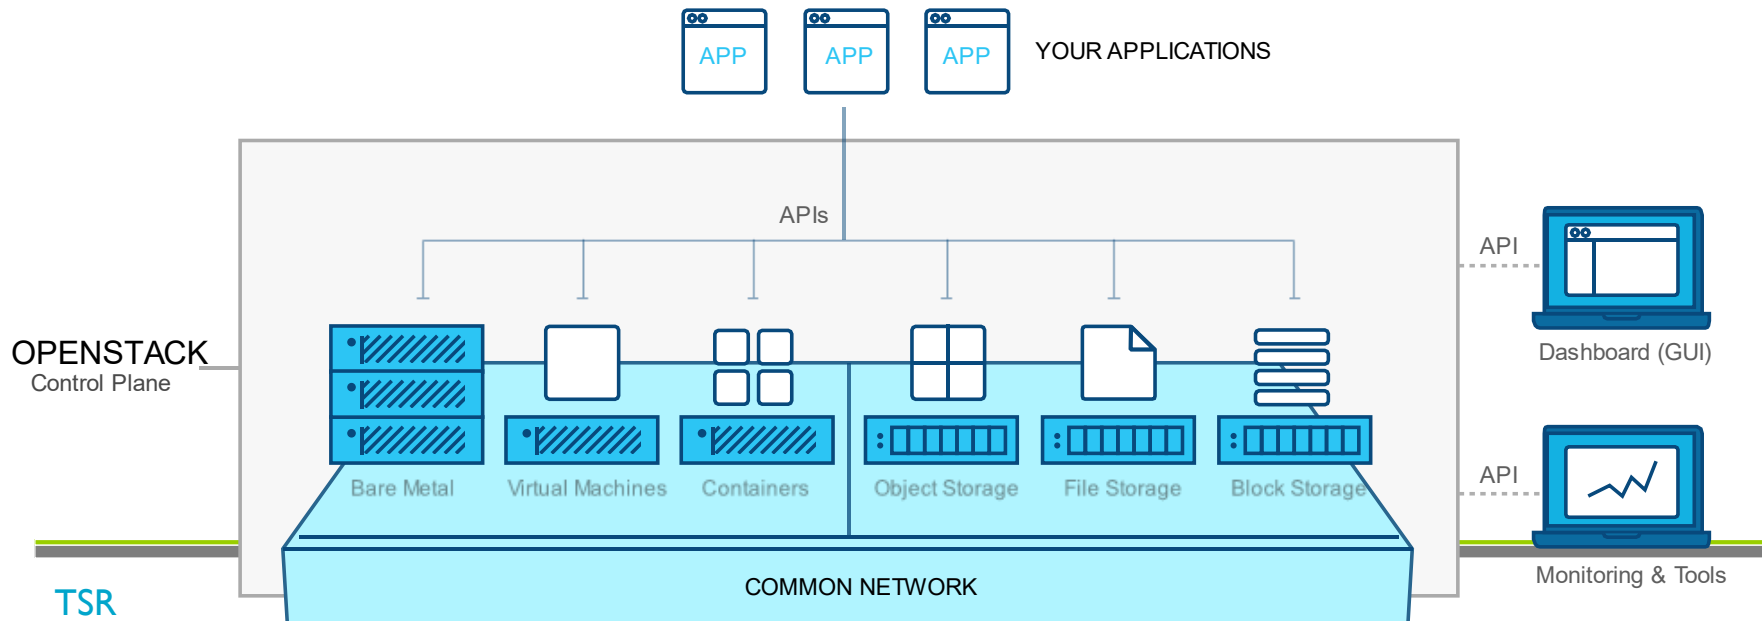 APP
APP
APP
YOUR APPLICATIONS
APIs
API
OPENSTACK
Control Plane
Dashboard (GUI)
API
Bare Metal
Virtual Machines
Containers
Object Storage
File Storage
Block Storage
Monitoring & Tools
COMMON NETWORK
TSR